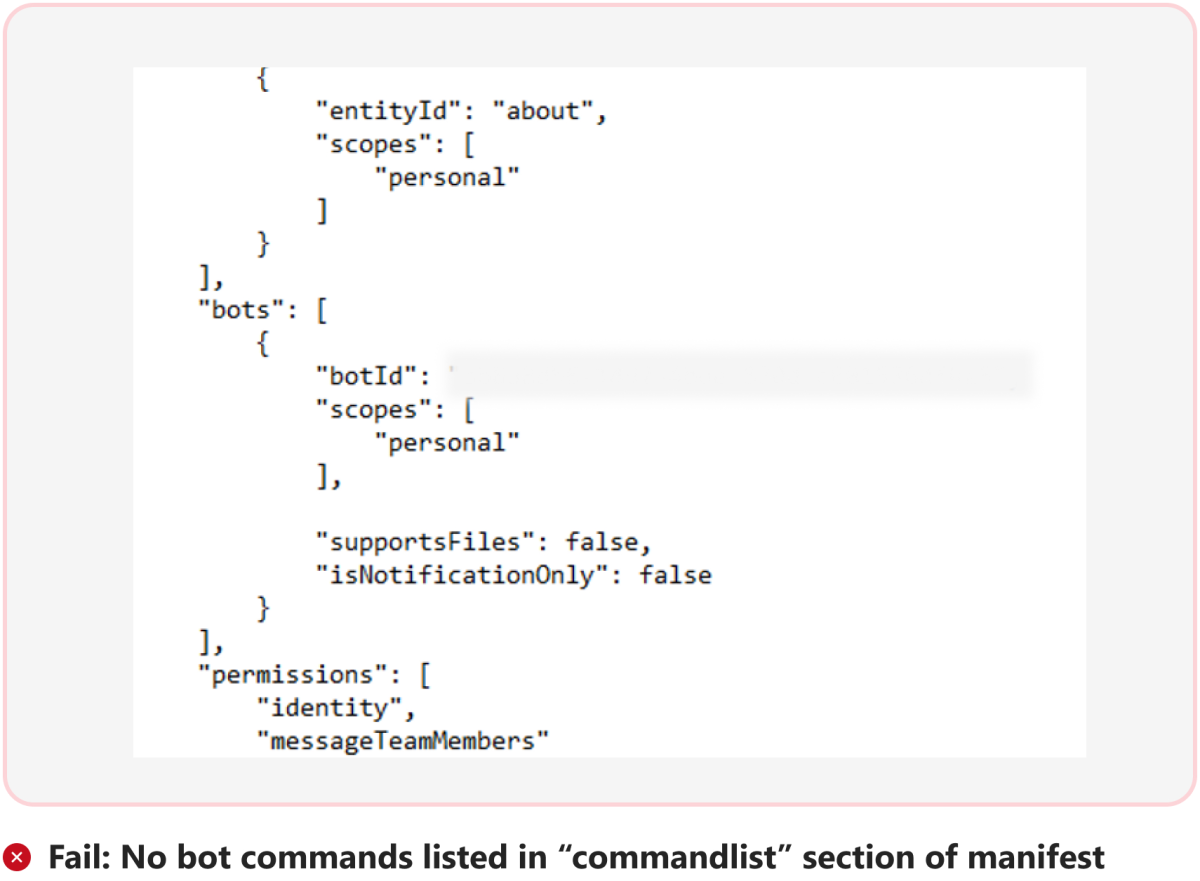 {
"entityId": "about",
"scopes": [
"personal"
]
}
],
"bots": [
{
"botId":
"scopes": [
"personal"
],
"supportsFiles": false,
"isNotificationOnly": false
}
],
"permissions": [
"identity",
"messageTeamMembers"
Fail: No bot commands listed in “commandlist” section of manifest